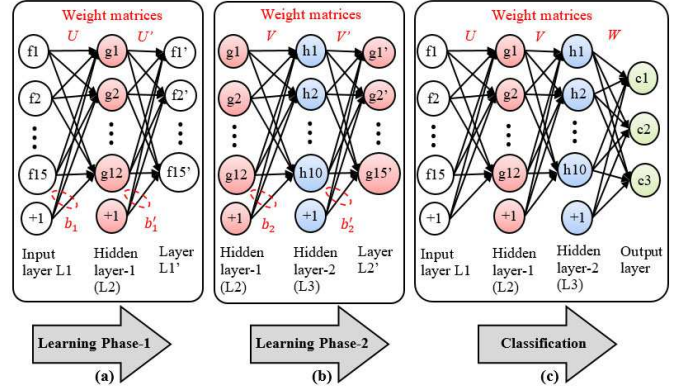 Weight matrices
U U'
f1 g1 f1'
f2 g2 f2'
f15 g12 f15'
+1 +1
b1 b'1
Input layer L1
Hidden layer-1 (L2)
Layer L1'
Learning Phase-1
(a)
Weight matrices
V V'
g1 h1 g1'
g2 h2 g2'
g12 h10 g15'
+1 +1
b2 b'2
Hidden layer-1 (L2)
Hidden layer-2 (L3)
Layer L2'
Learning Phase-2
(b)
Weight matrices
U V W
f1 g1 h1
c1
f2 g2 h2
c2
f15 g12 h10
c3
+1 +1 +1
Input layer L1
Hidden layer-1 (L2)
Hidden layer-2 (L3)
Output layer
Classification
(c)